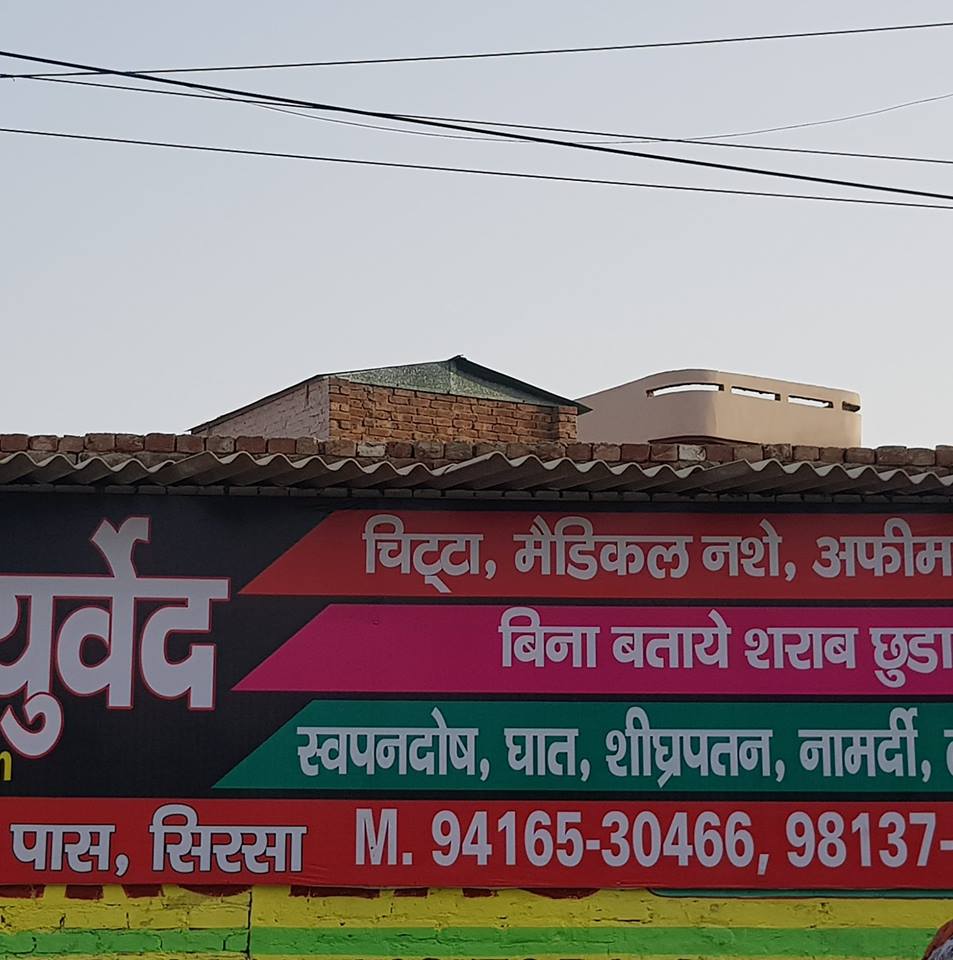 चिट्टा, मैडिकल नशे, अफीम
र्युवेद
बिना बताये शराब छुडा
स्वपनदोष, घात, शीघ्रपतन, नामर्दी,
पास, सिरसा M. 94165-30466, 98137-